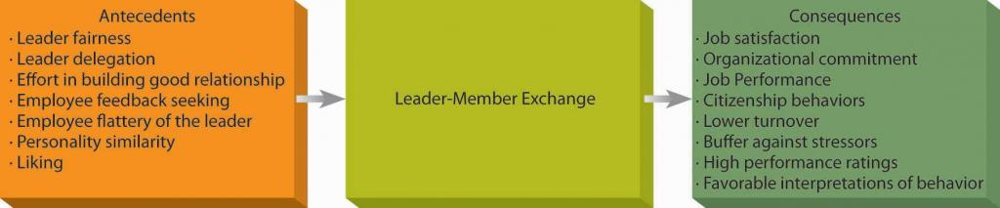 Antecedents
· Leader fairness
· Leader delegation
· Effort in building good relationship
· Employee feedback seeking
· Employee flattery of the leader
· Personality similarity
· Liking
Leader-Member Exchange
Consequences
· Job satisfaction
· Organizational commitment
· Job Performance
· Citizenship behaviors
· Lower turnover
· Buffer against stressors
· High performance ratings
· Favorable interpretations of behavior